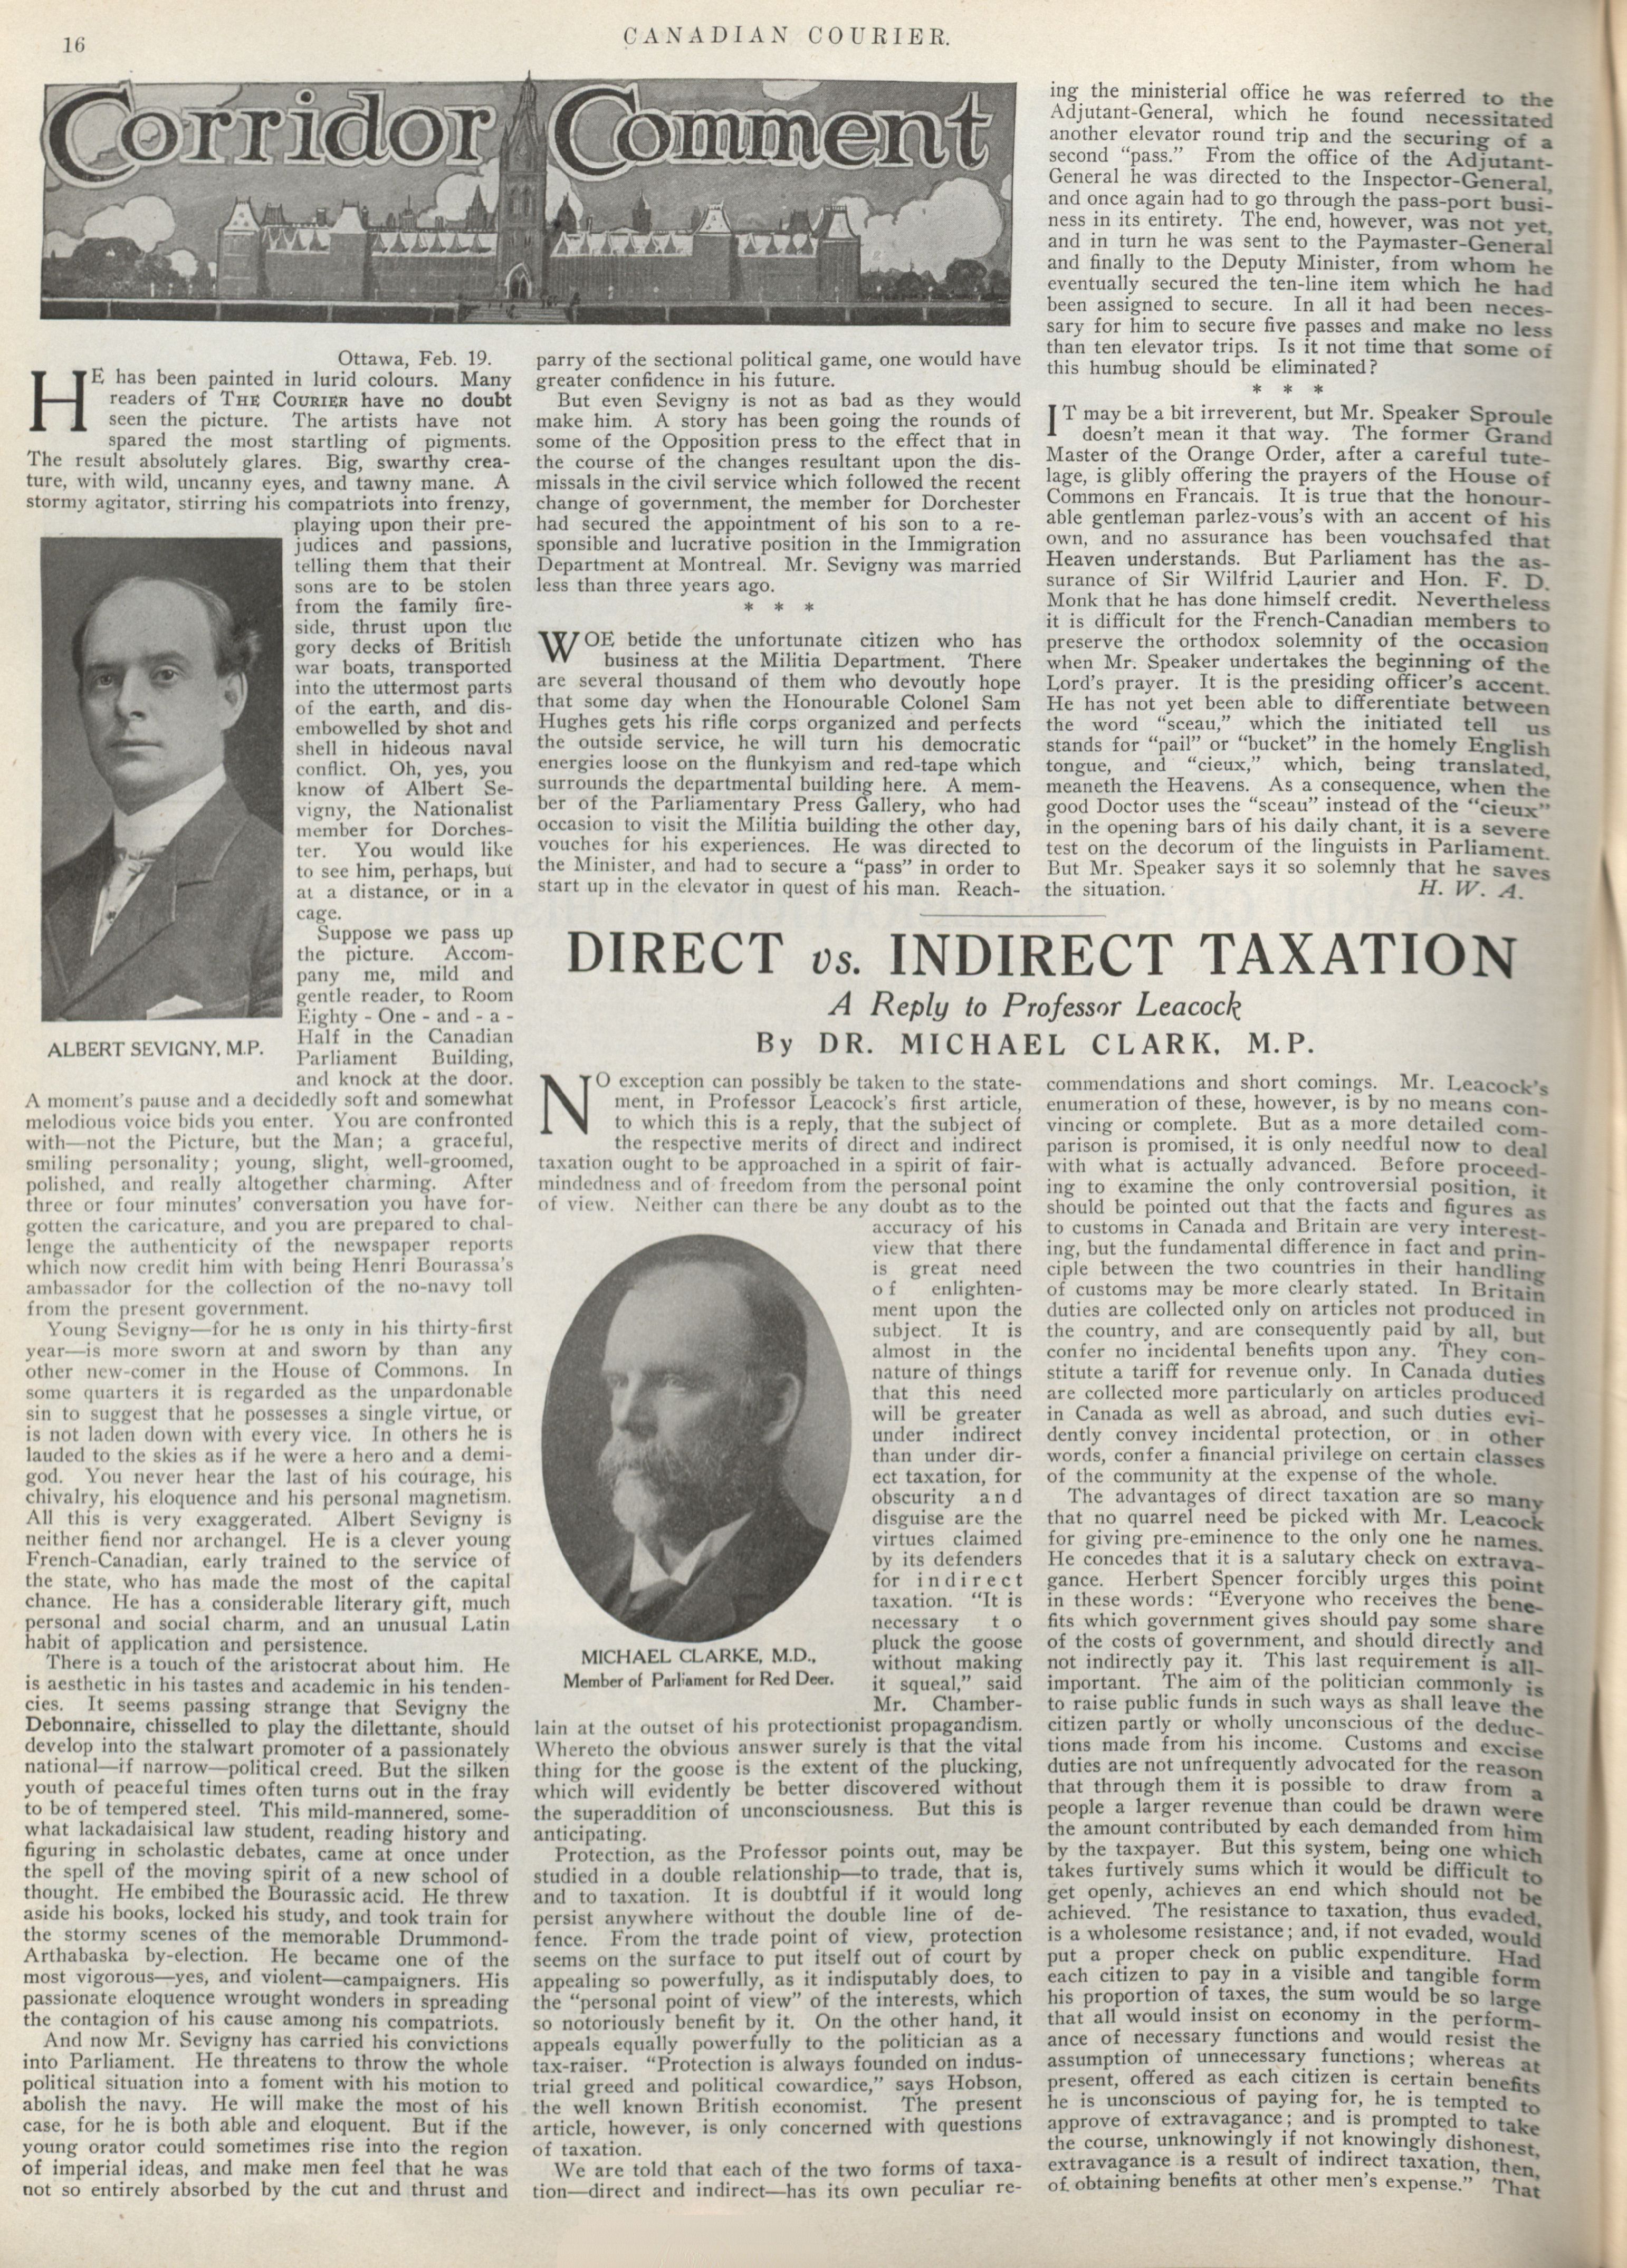 16
CANADIAN COURIER.
Corridor Comment
Ottawa, Feb. 19.
HE has been painted in lurid colours. Many
readers of THE COURIER have no doubt
seen the picture. The artists have not
spared the most startling of pigments.
The result absolutely glares. Big, swarthy crea-
ture, with wild, uncanny eyes, and tawny mane. A
stormy agitator, stirring his compatriots into frenzy,
playing upon their pre-
judices and passions,
telling them that their
sons are to be stolen
from the family fire-
side, thrust upon the
gory decks of British
war boats, transported
into the uttermost parts
of the earth, and dis-
embowelled by shot and
shell in hideous naval
conflict. Oh, yes, you
know of Albert Se-
vigny, the Nationalist
member for Dorches-
ter. You would like
to see him, perhaps, but
at a distance, or in a
cage.
Suppose we pass up
the picture. Accom-
pany me, mild and
gentle reader, to Room
Eighty - One - and - a -
Half in the Canadian
Parliament Building,
and knock at the door.
ALBERT SEVIGNY, M.P.
A moment's pause and a decidedly soft and somewhat
melodious voice bids you enter. You are confronted
with—not the Picture, but the Man; a graceful,
smiling personality; young, slight, well-groomed,
polished, and really altogether charming. After
three or four minutes' conversation you have for-
gotten the caricature, and you are prepared to chal-
lenge the authenticity of the newspaper reports
which now credit him with being Henri Bourassa's
ambassador for the collection of the no-navy toll
from the present government.
Young Sevigny—for he is only in his thirty-first
year—is more sworn at and sworn by than any
other new-comer in the House of Commons. In
some quarters it is regarded as the unpardonable
sin to suggest that he possesses a single virtue, or
is not laden down with every vice. In others he is
lauded to the skies as if he were a hero and a demi-
god. You never hear the last of his courage, his
chivalry, his eloquence and his personal magnetism.
All this is very exaggerated. Albert Sevigny is
neither fiend nor archangel. He is a clever young
French-Canadian, early trained to the service of
the state, who has made the most of the capital
chance. He has a considerable literary gift, much
personal and social charm, and an unusual Latin
habit of application and persistence.
There is a touch of the aristocrat about him. He
is aesthetic in his tastes and academic in his tenden-
cies. It seems passing strange that Sevigny the
Debonnaire, chisselled to play the dilettante, should
develop into the stalwart promoter of a passionately
national—if narrow—political creed. But the silken
youth of peaceful times often turns out in the fray
to be of tempered steel. This mild-mannered, some-
what lackadaisical law student, reading history and
figuring in scholastic debates, came at once under
the spell of the moving spirit of a new school of
thought. He embibed the Bourassic acid. He threw
aside his books, locked his study, and took train for
the stormy scenes of the memorable Drummond-
Arthabaska by-election. He became one of the
most vigorous—yes, and violent—campaigners. His
passionate eloquence wrought wonders in spreading
the contagion of his cause among his compatriots.
And now Mr. Sevigny has carried his convictions
into Parliament. He threatens to throw the whole
political situation into a foment with his motion to
abolish the navy. He will make the most of his
case, for he is both able and eloquent. But if the
young orator could sometimes rise into the region
of imperial ideas, and make men feel that he was
not so entirely absorbed by the cut and thrust and
parry of the sectional political game, one would have
greater confidence in his future.
But even Sevigny is not as bad as they would
make him. A story has been going the rounds of
some of the Opposition press to the effect that in
the course of the changes resultant upon the dis-
missals in the civil service which followed the recent
change of government, the member for Dorchester
had secured the appointment of his son to a re-
sponsible and lucrative position in the Immigration
Department at Montreal. Mr. Sevigny was married
less than three years ago.
* * *
WOE betide the unfortunate citizen who has
business at the Militia Department. There
are several thousand of them who devoutly hope
that some day when the Honourable Colonel Sam
Hughes gets his rifle corps organized and perfects
the outside service, he will turn his democratic
energies loose on the flunkyism and red-tape which
surrounds the departmental building here. A mem-
ber of the Parliamentary Press Gallery, who had
occasion to visit the Militia building the other day,
vouches for his experiences. He was directed to
the Minister, and had to secure a "pass" in order to
start up in the elevator in quest of his man. Reach-
ing the ministerial office he was referred to the
Adjutant-General, which he found necessitated
another elevator round trip and the securing of a
second "pass." From the office of the Adjutant-
General he was directed to the Inspector-General,
and once again had to go through the pass-port busi-
ness in its entirety. The end, however, was not yet,
and in turn he was sent to the Paymaster-General
and finally to the Deputy Minister, from whom he
eventually secured the ten-line item which he had
been assigned to secure. In all it had been neces-
sary for him to secure five passes and make no less
than ten elevator trips. Is it not time that some of
this humbug should be eliminated?
* * *
IT may be a bit irreverent, but Mr. Speaker Sproule
doesn't mean it that way. The former Grand
Master of the Orange Order, after a careful tute-
lage, is glibly offering the prayers of the House of
Commons en Francais. It is true that the honour-
able gentleman parlez-vous's with an accent of his
own, and no assurance has been vouchsafed that
Heaven understands. But Parliament has the as-
surance of Sir Wilfrid Laurier and Hon. F. D.
Monk that he has done himself credit. Nevertheless
it is difficult for the French-Canadian members to
preserve the orthodox solemnity of the occasion
when Mr. Speaker undertakes the beginning of the
Lord's prayer. It is the presiding officer's accent.
He has not yet been able to differentiate between
the word "sceau," which the initiated tell us
stands for "pail" or "bucket" in the homely English
tongue, and "cieux," which, being translated,
meaneth the Heavens. As a consequence, when the
good Doctor uses the "sceau" instead of the "cieux"
in the opening bars of his daily chant, it is a severe
test on the decorum of the linguists in Parliament.
But Mr. Speaker says it so solemnly that he saves
the situation. H. W. A.
DIRECT vs. INDIRECT TAXATION
A Reply to Professor Leacock
By DR. MICHAEL CLARK, M.P.
NO exception can possibly be taken to the state-
ment, in Professor Leacock's first article,
to which this is a reply, that the subject of
the respective merits of direct and indirect
taxation ought to be approached in a spirit of fair-
mindedness and of freedom from the personal point
of view. Neither can there be any doubt as to the
accuracy of his
view that there
is great need
of enlighten-
ment upon the
subject. It is
almost in the
nature of things
that this need
will be greater
under indirect
than under dir-
ect taxation, for
obscurity and
disguise are the
virtues claimed
by its defenders
for indirect
taxation. "It is
necessary to
pluck the goose
without making
it squeal," said
Mr. Chamber-
MICHAEL CLARKE, M.D.,
Member of Parliament for Red Deer.
lain at the outset of his protectionist propagandism.
Whereto the obvious answer surely is that the vital
thing for the goose is the extent of the plucking,
which will evidently be better discovered without
the superaddition of unconsciousness. But this is
anticipating.
Protection, as the Professor points out, may be
studied in a double relationship—to trade, that is,
and to taxation. It is doubtful if it would long
persist anywhere without the double line of de-
fence. From the trade point of view, protection
seems on the surface to put itself out of court by
appealing so powerfully, as it indisputably does, to
the "personal point of view" of the interests, which
so notoriously benefit by it. On the other hand, it
appeals equally powerfully to the politician as a
tax-raiser. "Protection is always founded on indus-
trial greed and political cowardice," says Hobson,
the well known British economist. The present
article, however, is only concerned with questions
of taxation.
We are told that each of the two forms of taxa-
tion—direct and indirect—has its own peculiar re-
commendations and short comings. Mr. Leacock's
enumeration of these, however, is by no means con-
vincing or complete. But as a more detailed com-
parison is promised, it is only needful now to deal
with what is actually advanced. Before proceed-
ing to examine the only controversial position, it
should be pointed out that the facts and figures as
to customs in Canada and Britain are very interest-
ing, but the fundamental difference in fact and prin-
ciple between the two countries in their handling
of customs may be more clearly stated. In Britain
duties are collected only on articles not produced in
the country, and are consequently paid by all, but
confer no incidental benefits upon any. They con-
stitute a tariff for revenue only. In Canada duties
are collected more particularly on articles produced
in Canada as well as abroad, and such duties evi-
dently convey incidental protection, or in other
words, confer a financial privilege on certain classes
of the community at the expense of the whole.
The advantages of direct taxation are so many
that no quarrel need be picked with Mr. Leacock
for giving pre-eminence to the only one he names.
He concedes that it is a salutary check on extrava-
gance. Herbert Spencer forcibly urges this point
in these words: "Everyone who receives the bene-
fits which government gives should pay some share
of the costs of government, and should directly and
not indirectly pay it. This last requirement is all-
important. The aim of the politician commonly is
to raise public funds in such ways as shall leave the
citizen partly or wholly unconscious of the deduc-
tions made from his income. Customs and excise
duties are not unfrequently advocated for the reason
that through them it is possible to draw from a
people a larger revenue than could be drawn were
the amount contributed by each demanded from him
by the taxpayer. But this system, being one which
takes furtively sums which it would be difficult to
get openly, achieves an end which should not be
achieved. The resistance to taxation, thus evaded,
is a wholesome resistance; and, if not evaded, would
put a proper check on public expenditure. Had
each citizen to pay in a visible and tangible form
his proportion of taxes, the sum would be so large
that all would insist on economy in the perform-
ance of necessary functions and would resist the
assumption of unnecessary functions; whereas at
present, offered as each citizen is certain benefits
he is unconscious of paying for, he is tempted to
approve of extravagance; and is prompted to take
the course, unknowingly if not knowingly dishonest,
extravagance is a result of indirect taxation, then,
of obtaining benefits at other men's expense." That